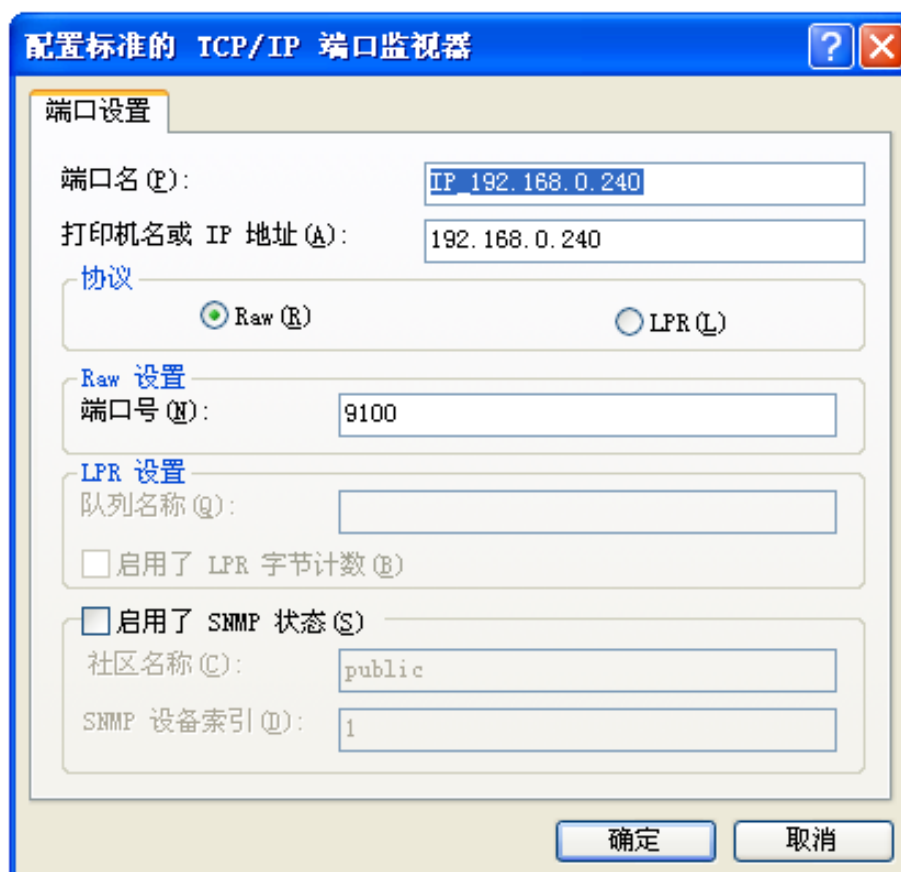 配置标准的 TCP/IP 端口监视器
端口设置
端口名(P): IP_192.168.0.240
打印机名或 IP 地址(A): 192.168.0.240
协议
Raw(R) LPR(L)
Raw 设置
端口号(N): 9100
LPR 设置
队列名称(Q):
启用了 LPR 字节计数(B)
启用了 SNMP 状态(S)
社区名称(C): public
SNMP 设备索引(D): 1
确定 取消